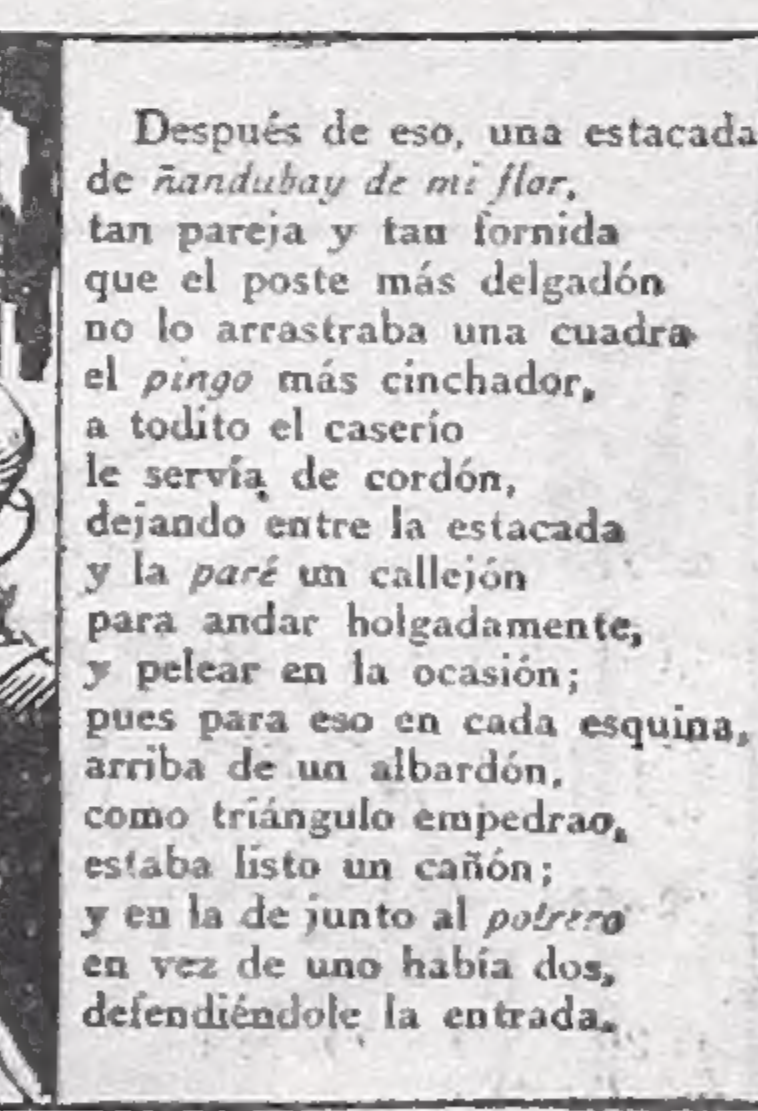 Después de eso, una estacada
de ñandubay de mi flor,
tan pareja y tan fornida
que el poste más delgadón
no lo arrastraba una cuadra
el pingo más cinchador,
a todito el caserío
le servía de cordón,
dejando entre la estacada
y la paré un callejón
para andar holgadamente,
y pelear en la ocasión;
pues para eso en cada esquina,
arriba de un albardón,
como triángulo empedrao,
estaba listo un cañón;
y en la de junto al potrero
en vez de uno había dos,
defendiéndole la entrada.